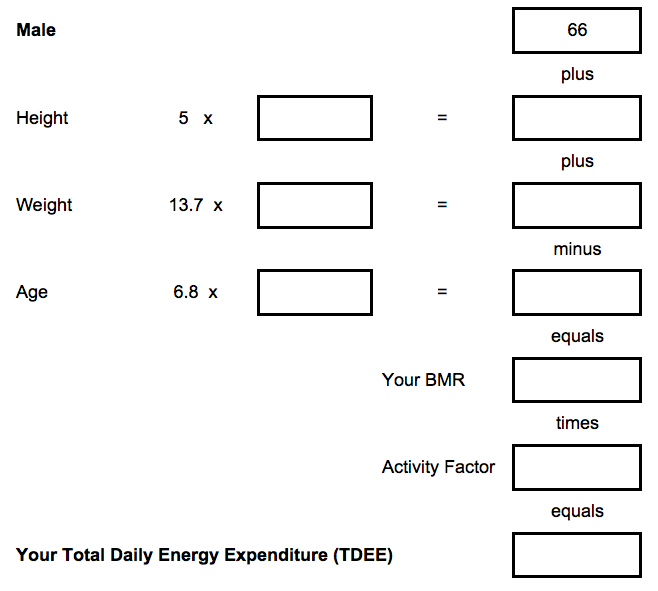 Male 66
plus
Height 5 x =
plus
Weight 13.7 x =
minus
Age 6.8 x =
equals
Your BMR
times
Activity Factor
equals
Your Total Daily Energy Expenditure (TDEE)